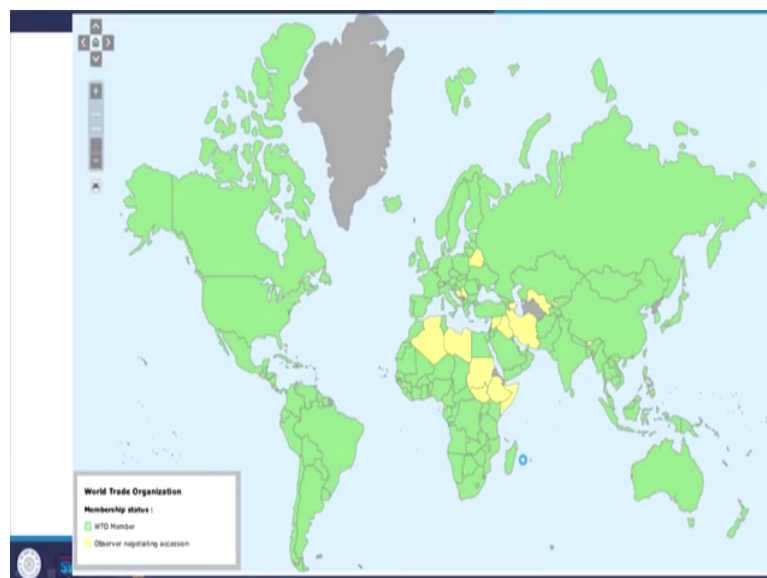 World Trade Organization
Membership status :
WTO Member
Observer negotiating accession